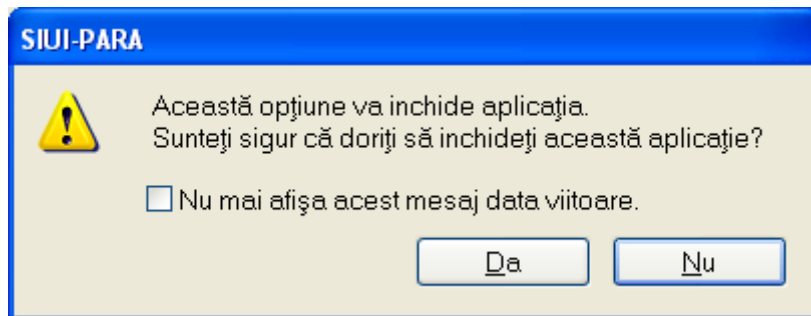 SIUI-PARA
Această opţiune va inchide aplicaţia.
Sunteţi sigur că doriţi să inchideţi această aplicaţie?
Nu mai afişa acest mesaj data viitoare.
Da
Nu